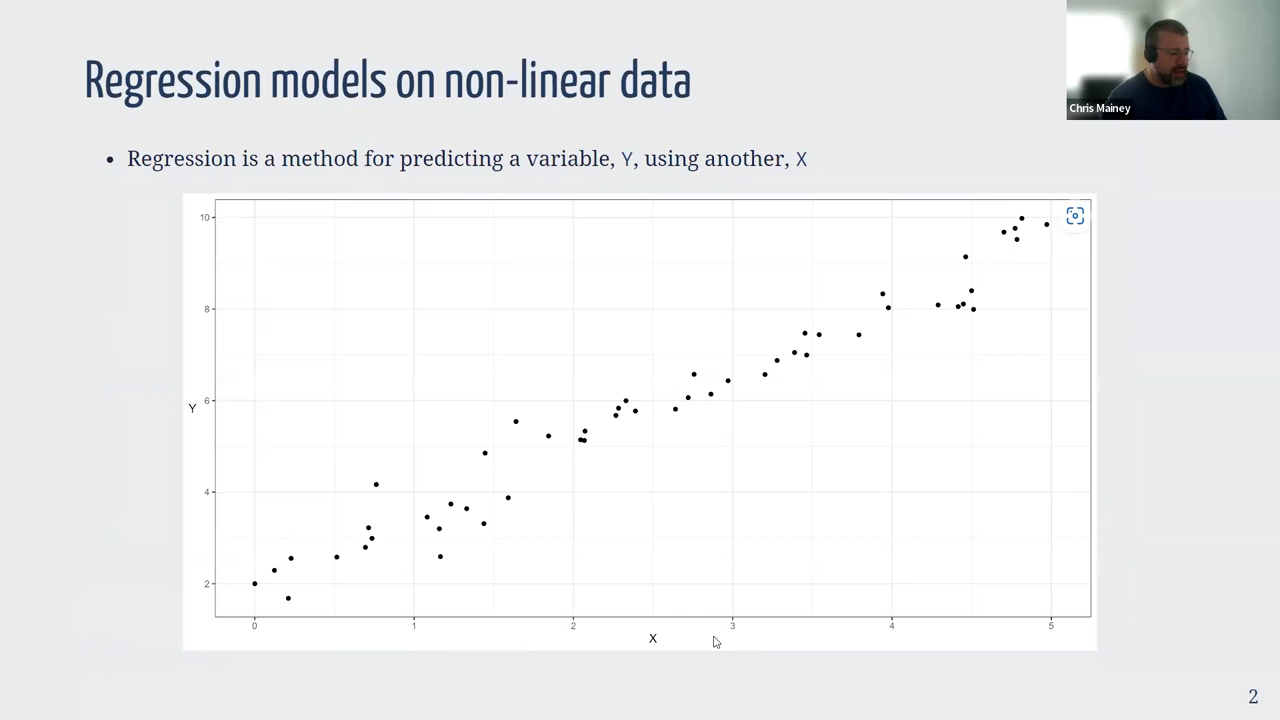 Regression models on non-linear data
Chris Mainey
• Regression is a method for predicting a variable, Y, using another, X
10
8
6
4
2
Y
0 1 2 3 4 5
X
2